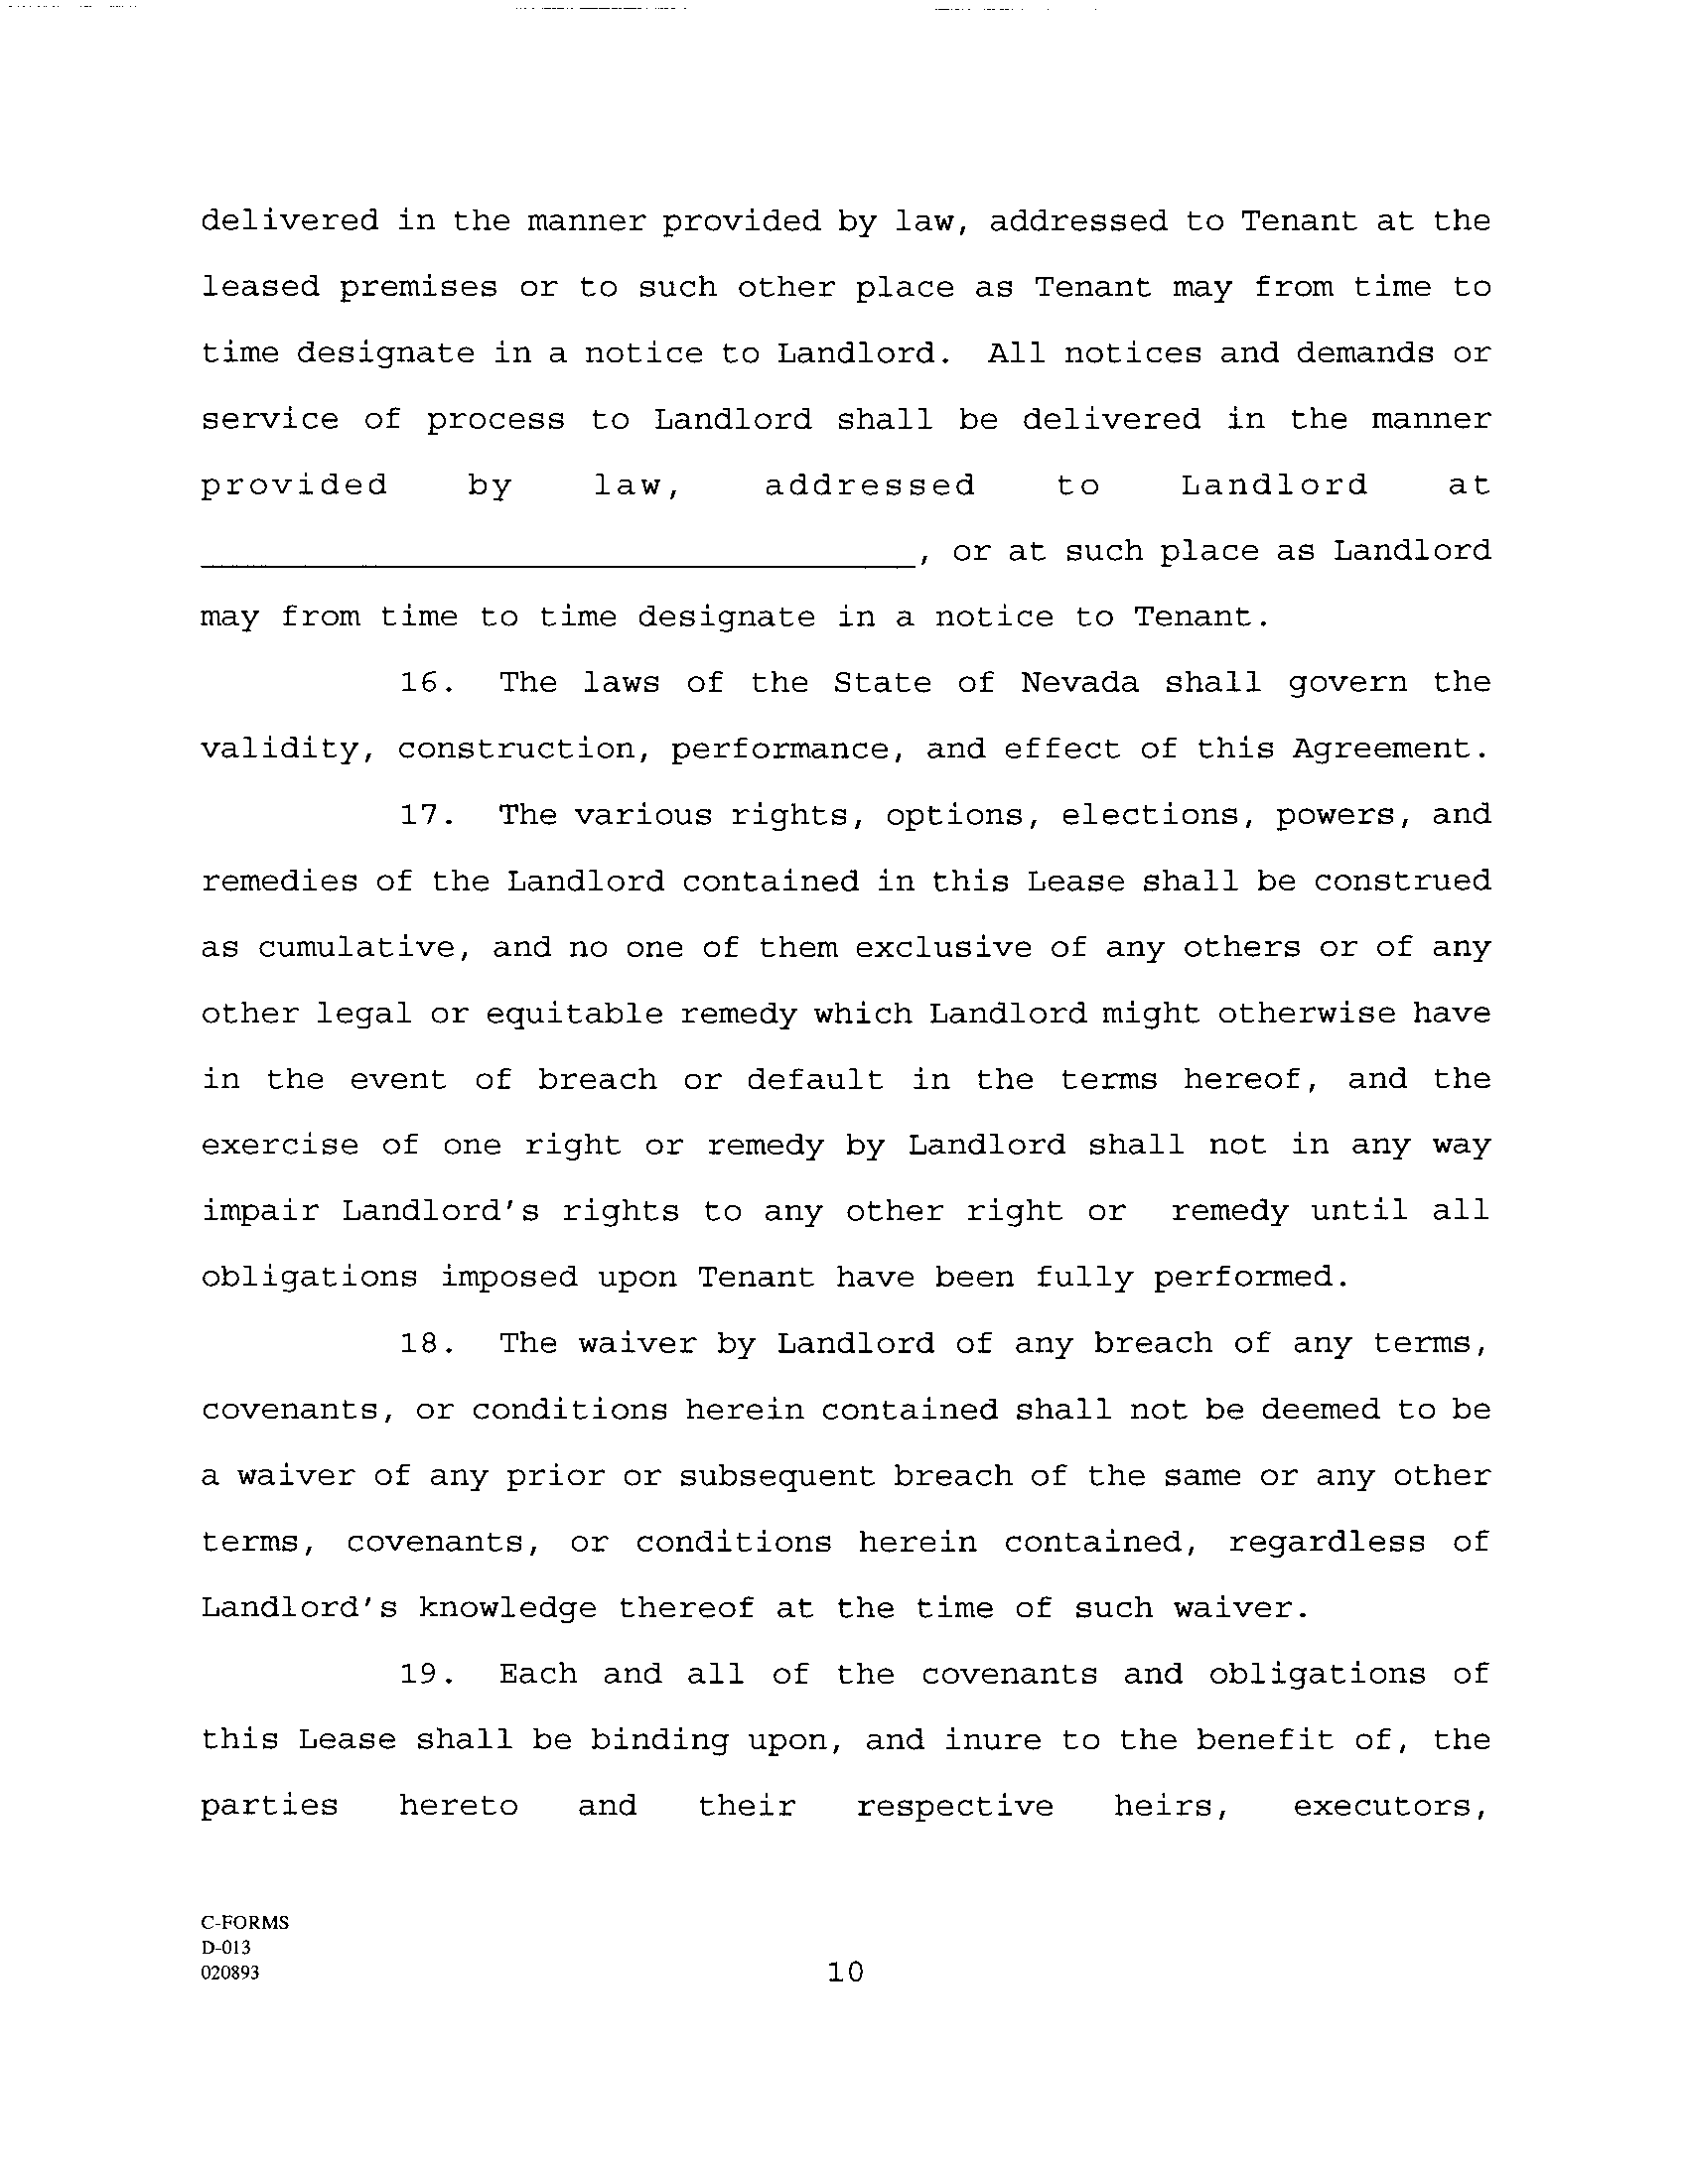 delivered in the manner provided by law, addressed to Tenant at the
leased premises or to such other place as Tenant may from time to
time designate in a notice to Landlord. All notices and demands or
service of process to Landlord shall be delivered in the manner
provided by law, addressed to Landlord at
____________________________________, or at such place as Landlord
may from time to time designate in a notice to Tenant.
16. The laws of the State of Nevada shall govern the
validity, construction, performance, and effect of this Agreement.
17. The various rights, options, elections, powers, and
remedies of the Landlord contained in this Lease shall be construed
as cumulative, and no one of them exclusive of any others or of any
other legal or equitable remedy which Landlord might otherwise have
in the event of breach or default in the terms hereof, and the
exercise of one right or remedy by Landlord shall not in any way
impair Landlord's rights to any other right or remedy until all
obligations imposed upon Tenant have been fully performed.
18. The waiver by Landlord of any breach of any terms,
covenants, or conditions herein contained shall not be deemed to be
a waiver of any prior or subsequent breach of the same or any other
terms, covenants, or conditions herein contained, regardless of
Landlord's knowledge thereof at the time of such waiver.
19. Each and all of the covenants and obligations of
this Lease shall be binding upon, and inure to the benefit of, the
parties hereto and their respective heirs, executors,
C-FORMS
D-013
020893
10